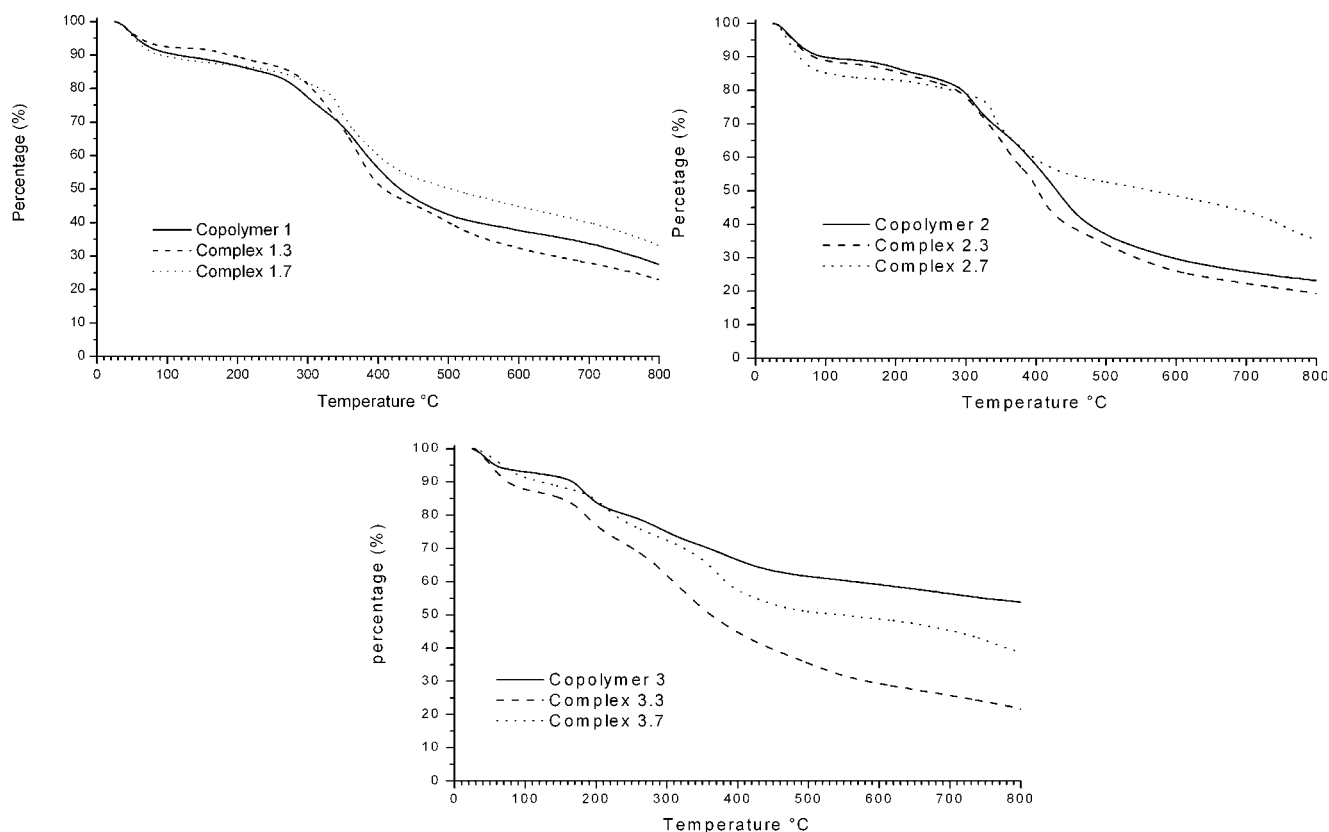 Percentage (%)
100
90
80
70
60
50
40
30
20
10
0
Copolymer 1
Complex 1.3
Complex 1.7
0 100 200 300 400 500 600 700 800
Temperature °C
Percetage (%)
100
90
80
70
60
50
40
30
20
10
0
Copolymer 2
Complex 2.3
Complex 2.7
0 100 200 300 400 500 600 700 800
Temperature °C
percentage (%)
100
90
80
70
60
50
40
30
20
10
0
Copolymer 3
Complex 3.3
Complex 3.7
0 100 200 300 400 500 600 700 800
Temperature °C